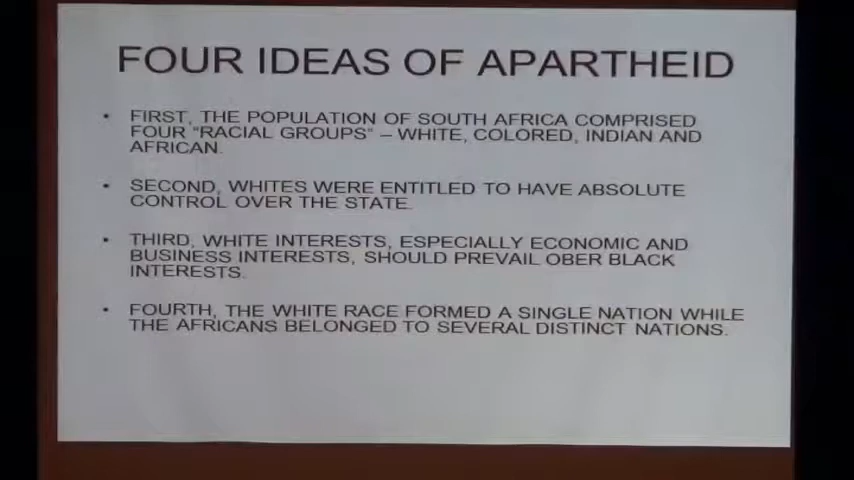 FOUR IDEAS OF APARTHEID
• FIRST, THE POPULATION OF SOUTH AFRICA COMPRISED
FOUR "RACIAL GROUPS" – WHITE, COLORED, INDIAN AND
AFRICAN.
• SECOND, WHITES WERE ENTITLED TO HAVE ABSOLUTE
CONTROL OVER THE STATE.
• THIRD, WHITE INTERESTS, ESPECIALLY ECONOMIC AND
BUSINESS INTERESTS, SHOULD PREVAIL OBER BLACK
INTERESTS.
• FOURTH, THE WHITE RACE FORMED A SINGLE NATION WHILE
THE AFRICANS BELONGED TO SEVERAL DISTINCT NATIONS.